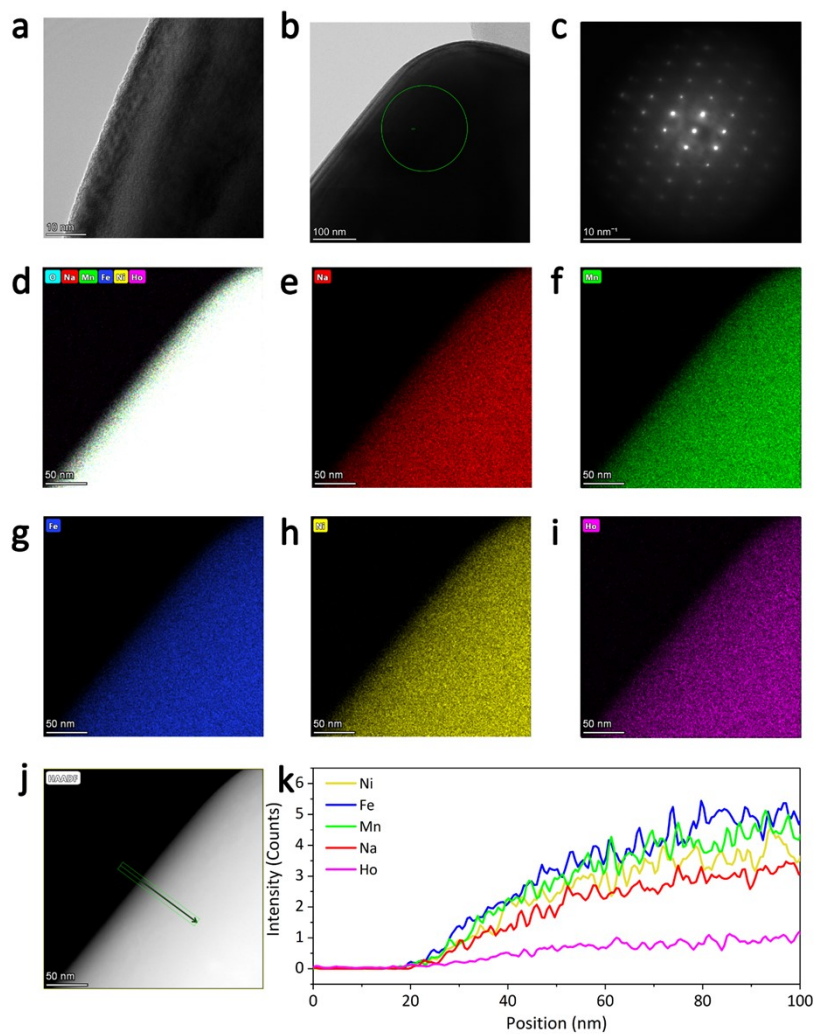 a
b
c
10 nm
100 nm
10 nm⁻¹
d
e
f
O Na Mn Fe Ni Ho
Na
Mn
50 nm
50 nm
50 nm
g
h
i
Fe
Ni
Ho
50 nm
50 nm
50 nm
j
HAADF
50 nm
k
Ni
Fe
Mn
Na
Ho
Intensity (Counts)
6
5
4
3
2
1
0
0 20 40 60 80 100
Position (nm)